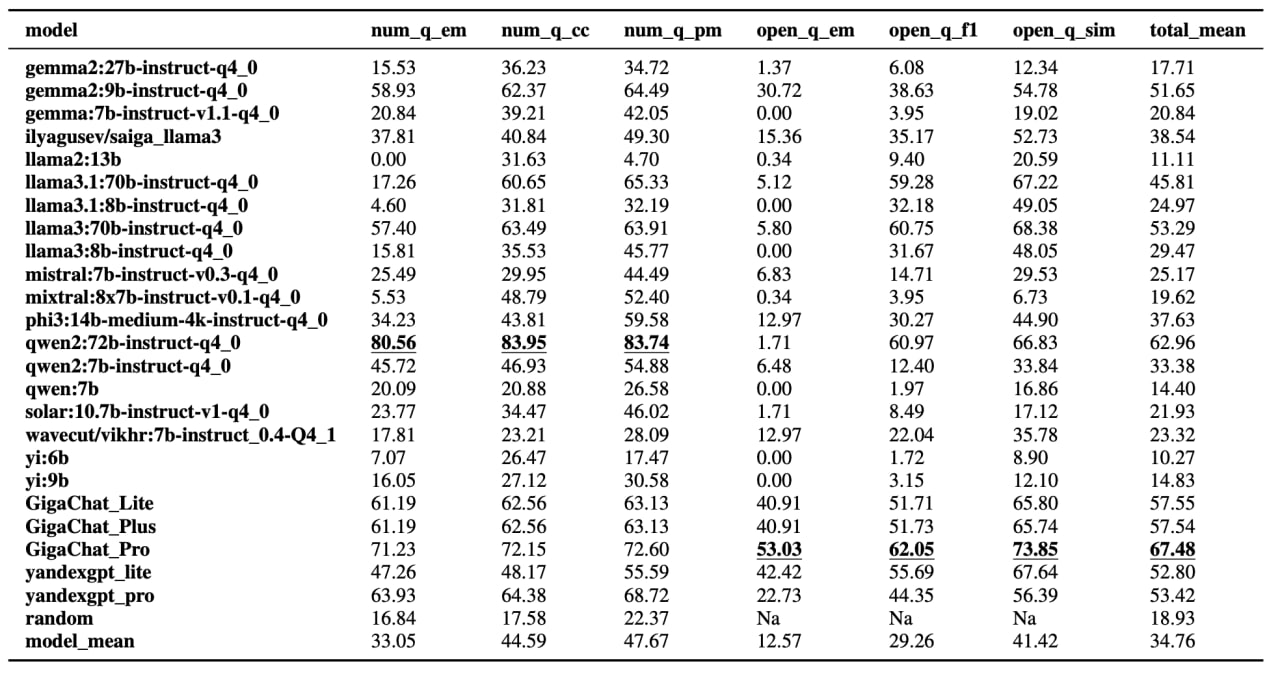 model num_q_em num_q_cc num_q_pm open_q_em open_q_f1 open_q_sim total_mean
gemma2:27b-instruct-q4_0 15.53 36.23 34.72 1.37 6.08 12.34 17.71
gemma2:9b-instruct-q4_0 58.93 62.37 64.49 30.72 38.63 54.78 51.65
gemma:7b-instruct-v1.1-q4_0 20.84 39.21 42.05 0.00 3.95 19.02 20.84
ilyagusev/saiga_llama3 37.81 40.84 49.30 15.36 35.17 52.73 38.54
llama2:13b 0.00 31.63 4.70 0.34 9.40 20.59 11.11
llama3.1:70b-instruct-q4_0 17.26 60.65 65.33 5.12 59.28 67.22 45.81
llama3.1:8b-instruct-q4_0 4.60 31.81 32.19 0.00 32.18 49.05 24.97
llama3:70b-instruct-q4_0 57.40 63.49 63.91 5.80 60.75 68.38 53.29
llama3:8b-instruct-q4_0 15.81 35.53 45.77 0.00 31.67 48.05 29.47
mistral:7b-instruct-v0.3-q4_0 25.49 29.95 44.49 6.83 14.71 29.53 25.17
mixtral:8x7b-instruct-v0.1-q4_0 5.53 48.79 52.40 0.34 3.95 6.73 19.62
phi3:14b-medium-4k-instruct-q4_0 34.23 43.81 59.58 12.97 30.27 44.90 37.63
qwen2:72b-instruct-q4_0 80.56 83.95 83.74 1.71 60.97 66.83 62.96
qwen2:7b-instruct-q4_0 45.72 46.93 54.88 6.48 12.40 33.84 33.38
qwen:7b 20.09 20.88 26.58 0.00 1.97 16.86 14.40
solar:10.7b-instruct-v1-q4_0 23.77 34.47 46.02 1.71 8.49 17.12 21.93
wavecut/vikhr:7b-instruct_0.4-Q4_1 17.81 23.21 28.09 12.97 22.04 35.78 23.32
yi:6b 7.07 26.47 17.47 0.00 1.72 8.90 10.27
yi:9b 16.05 27.12 30.58 0.00 3.15 12.10 14.83
GigaChat_Lite 61.19 62.56 63.13 40.91 51.71 65.80 57.55
GigaChat_Plus 61.19 62.56 63.13 40.91 51.73 65.74 57.54
GigaChat_Pro 71.23 72.15 72.60 53.03 62.05 73.85 67.48
yandexgpt_lite 47.26 48.17 55.59 42.42 55.69 67.64 52.80
yandexgpt_pro 63.93 64.38 68.72 22.73 44.35 56.39 53.42
random 16.84 17.58 22.37 Na Na Na 18.93
model_mean 33.05 44.59 47.67 12.57 29.26 41.42 34.76